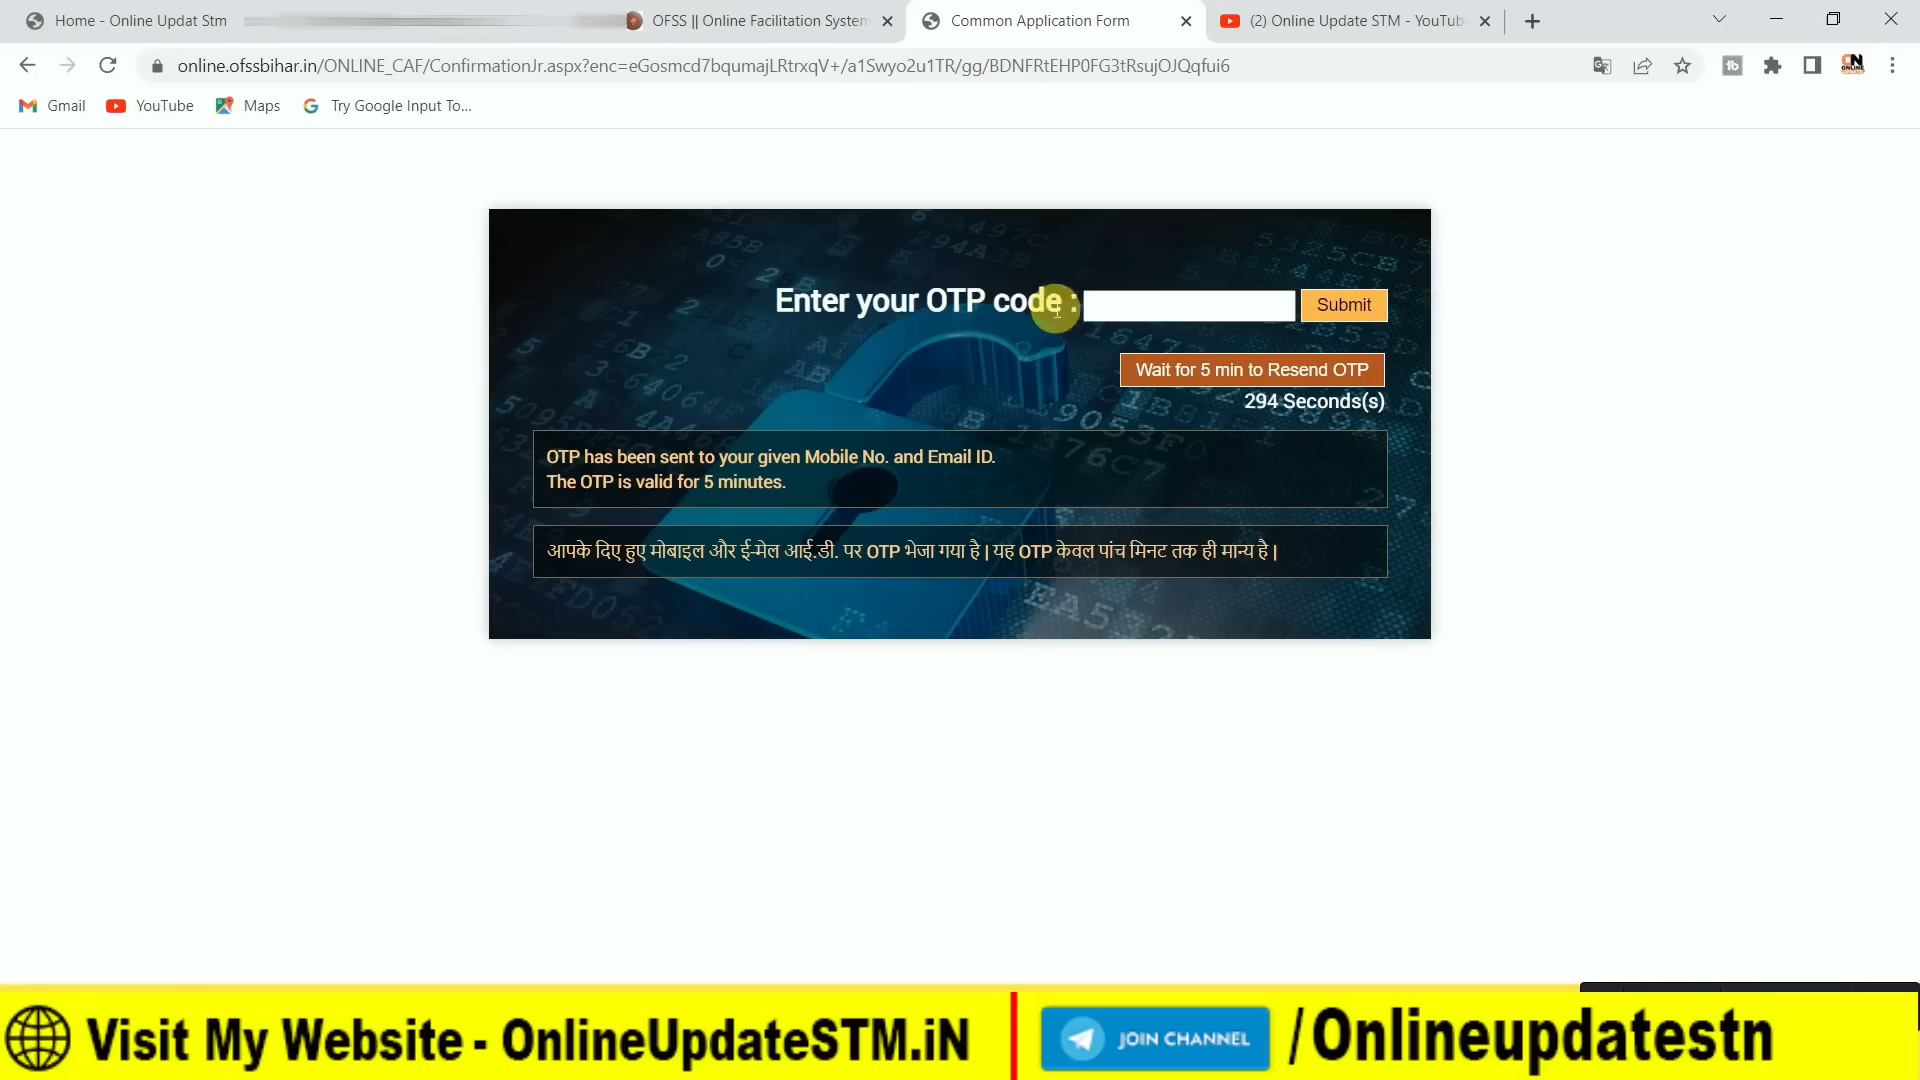 Home - Online Updat Stm
OFSS || Online Facilitation System
Common Application Form
(2) Online Update STM - YouTub
online.ofssbihar.in/ONLINE_CAF/ConfirmationJr.aspx?enc=eGosmcd7bqumajLRtrxqV+/a1Swyo2u1TR/gg/BDNFRtEHP0FG3tRsujOJQqfui6
Gmail
YouTube
Maps
Try Google Input To...
Enter your OTP code :
Submit
Wait for 5 min to Resend OTP
294 Seconds(s)
OTP has been sent to your given Mobile No. and Email ID.
The OTP is valid for 5 minutes.
आपके दिए हुए मोबाइल और ई-मेल आई.डी. पर OTP भेजा गया है | यह OTP केवल पांच मिनट तक ही मान्य है |
Visit My Website - OnlineUpdateSTM.iN
JOIN CHANNEL
/Onlineupdatestn